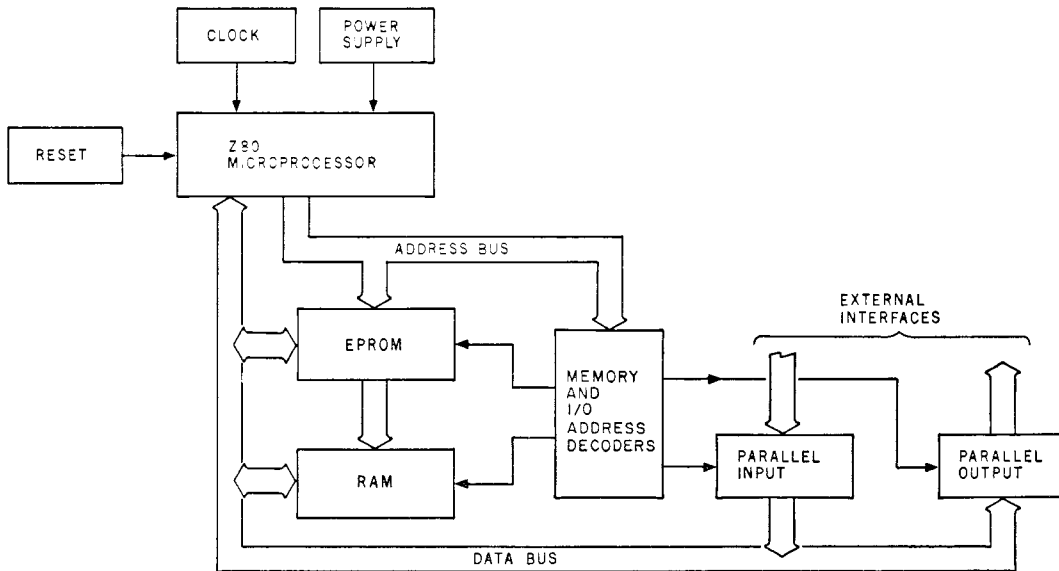 CLOCK
POWER
SUPPLY
RESET
Z80
MICROPROCESSOR
ADDRESS BUS
EXTERNAL
INTERFACES
EPROM
MEMORY
AND
I/O
ADDRESS
DECODERS
RAM
PARALLEL
INPUT
PARALLEL
OUTPUT
DATA BUS